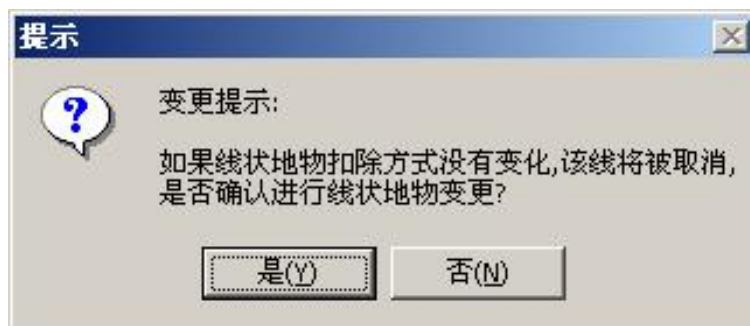 提示
变更提示:
如果线状地物扣除方式没有变化,该线将被取消,
是否确认进行线状地物变更?
是(Y)
否(N)